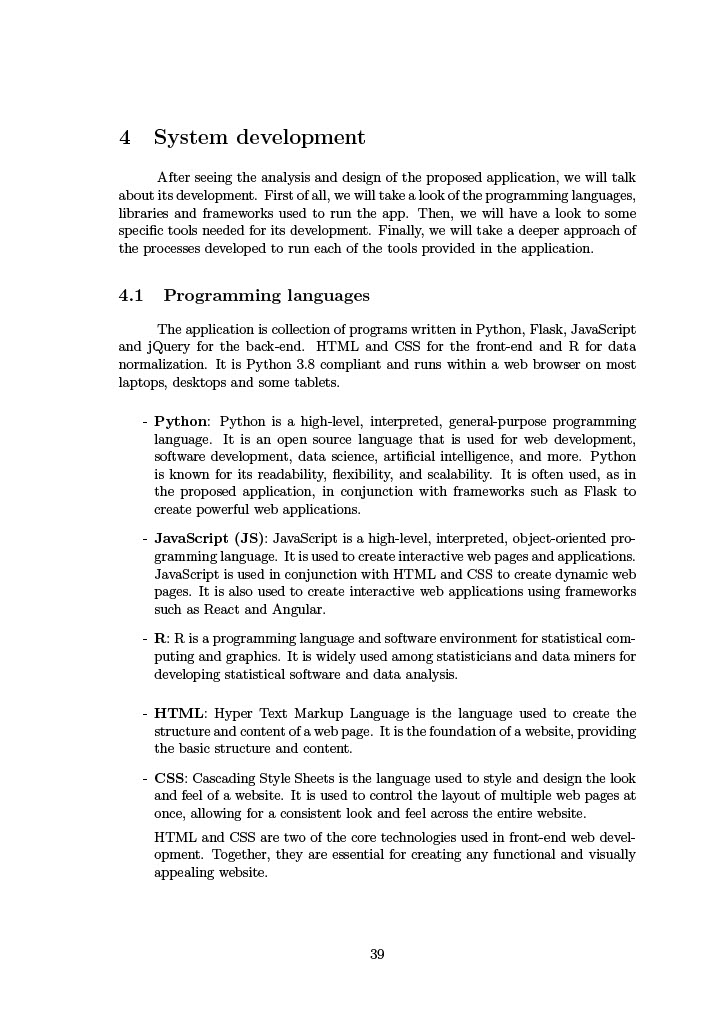 4 System development
After seeing the analysis and design of the proposed application, we will talk
about its development. First of all, we will take a look of the programming languages,
libraries and frameworks used to run the app. Then, we will have a look to some
specific tools needed for its development. Finally, we will take a deeper approach of
the processes developed to run each of the tools provided in the application.
4.1 Programming languages
The application is collection of programs written in Python, Flask, JavaScript
and jQuery for the back-end. HTML and CSS for the front-end and R for data
normalization. It is Python 3.8 compliant and runs within a web browser on most
laptops, desktops and some tablets.
- Python: Python is a high-level, interpreted, general-purpose programming
language. It is an open source language that is used for web development,
software development, data science, artificial intelligence, and more. Python
is known for its readability, flexibility, and scalability. It is often used, as in
the proposed application, in conjunction with frameworks such as Flask to
create powerful web applications.
- JavaScript (JS): JavaScript is a high-level, interpreted, object-oriented pro-
gramming language. It is used to create interactive web pages and applications.
JavaScript is used in conjunction with HTML and CSS to create dynamic web
pages. It is also used to create interactive web applications using frameworks
such as React and Angular.
- R: R is a programming language and software environment for statistical com-
puting and graphics. It is widely used among statisticians and data miners for
developing statistical software and data analysis.
- HTML: Hyper Text Markup Language is the language used to create the
structure and content of a web page. It is the foundation of a website, providing
the basic structure and content.
- CSS: Cascading Style Sheets is the language used to style and design the look
and feel of a website. It is used to control the layout of multiple web pages at
once, allowing for a consistent look and feel across the entire website.
HTML and CSS are two of the core technologies used in front-end web devel-
opment. Together, they are essential for creating any functional and visually
appealing website.
39